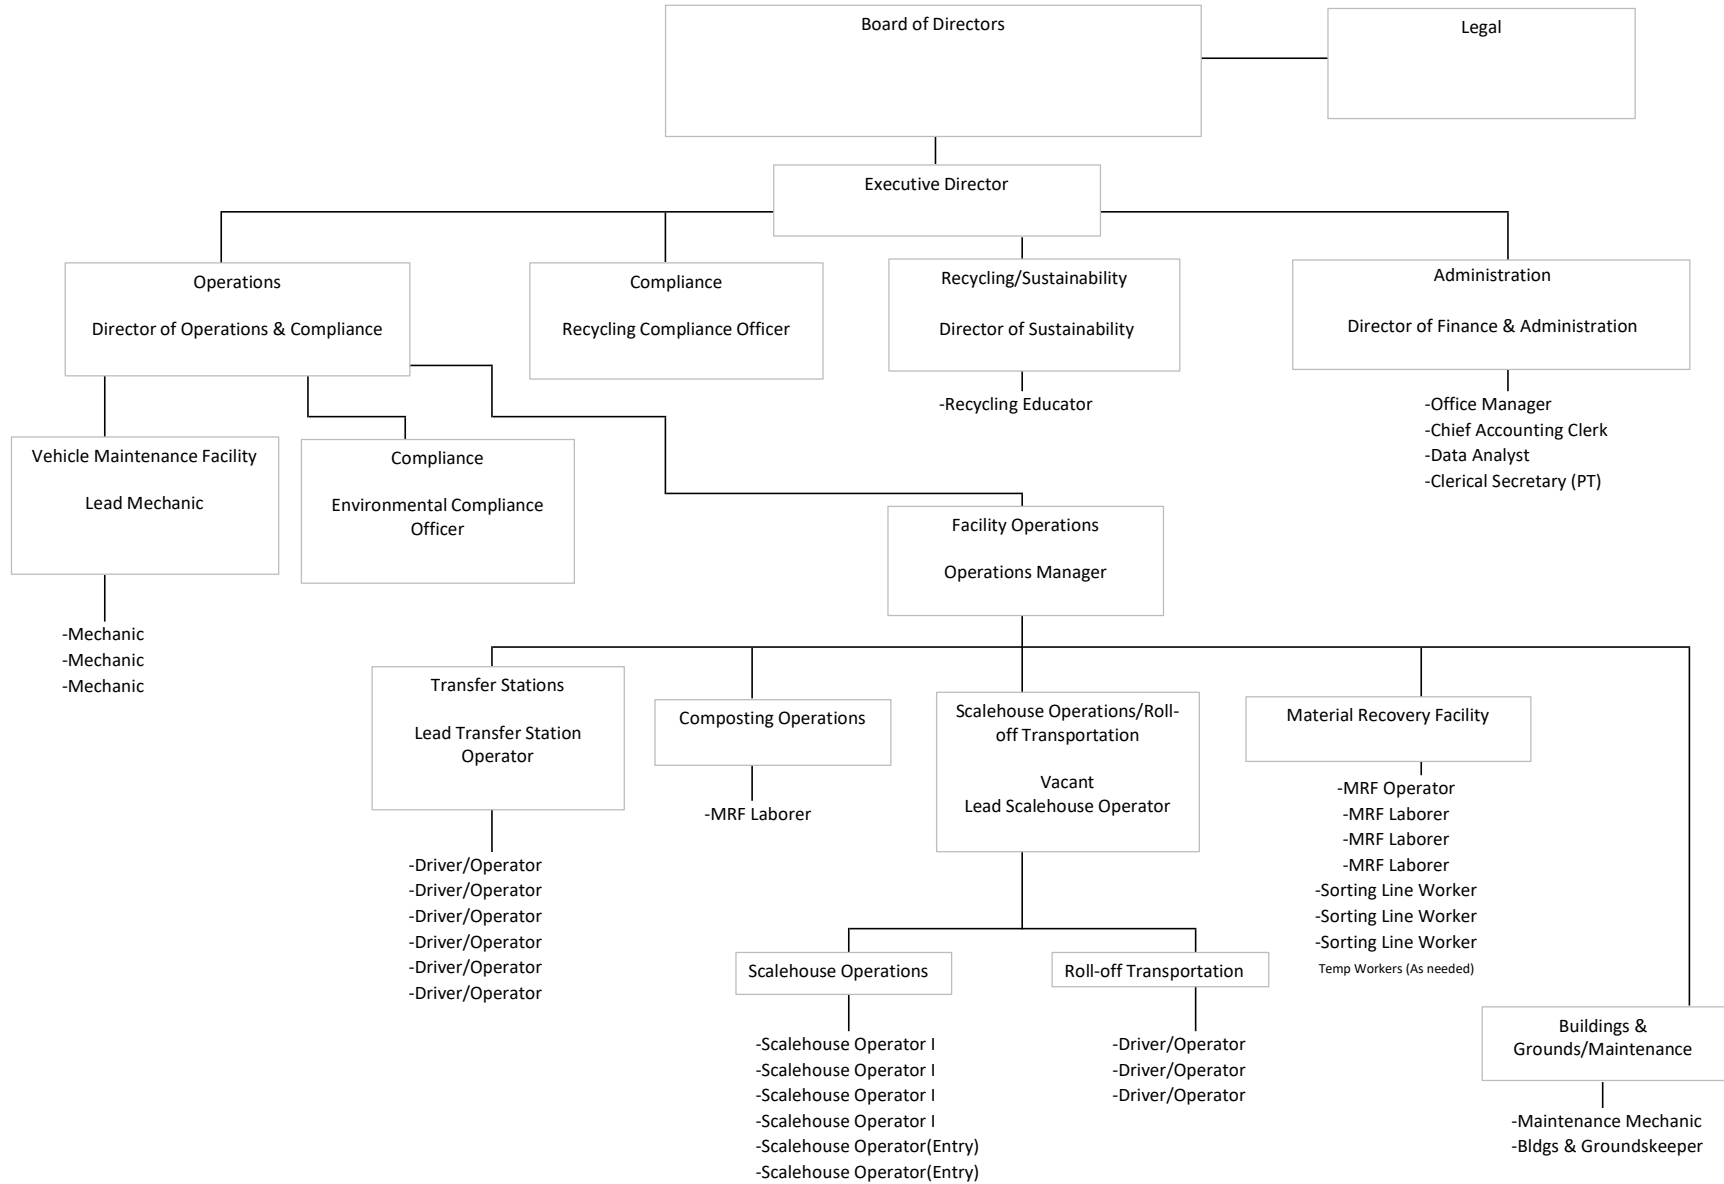 Board of Directors
Legal
Executive Director
Operations
Director of Operations & Compliance
Compliance
Recycling Compliance Officer
Recycling/Sustainability
Director of Sustainability
-Recycling Educator
Administration
Director of Finance & Administration
-Office Manager
-Chief Accounting Clerk
-Data Analyst
-Clerical Secretary (PT)
Vehicle Maintenance Facility
Lead Mechanic
-Mechanic
-Mechanic
-Mechanic
Compliance
Environmental Compliance
Officer
Facility Operations
Operations Manager
Transfer Stations
Lead Transfer Station
Operator
-Driver/Operator
-Driver/Operator
-Driver/Operator
-Driver/Operator
-Driver/Operator
-Driver/Operator
Composting Operations
-MRF Laborer
Scalehouse Operations/Roll-
off Transportation
Vacant
Lead Scalehouse Operator
Scalehouse Operations
-Scalehouse Operator I
-Scalehouse Operator I
-Scalehouse Operator I
-Scalehouse Operator I
-Scalehouse Operator(Entry)
-Scalehouse Operator(Entry)
Roll-off Transportation
-Driver/Operator
-Driver/Operator
-Driver/Operator
Material Recovery Facility
-MRF Operator
-MRF Laborer
-MRF Laborer
-MRF Laborer
-Sorting Line Worker
-Sorting Line Worker
-Sorting Line Worker
Temp Workers (As needed)
Buildings &
Grounds/Maintenance
-Maintenance Mechanic
-Bldgs & Groundskeeper